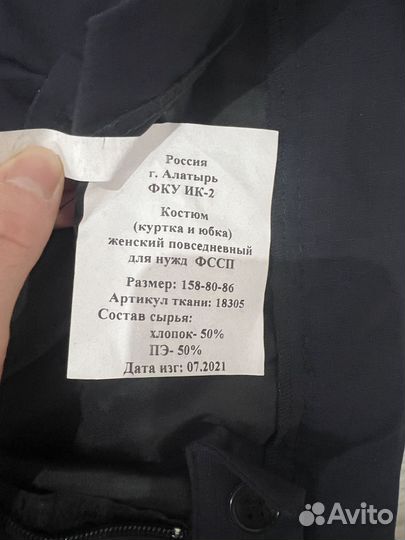 Россия
г. Алатырь
ФКУ ИК-2
Костюм
(куртка и юбка)
женский повседневный
для нужд ФССП
Размер: 158-80-86
Артикул ткани: 18305
Состав сырья:
хлопок- 50%
ПЭ- 50%
Дата изг: 07.2021
Avito